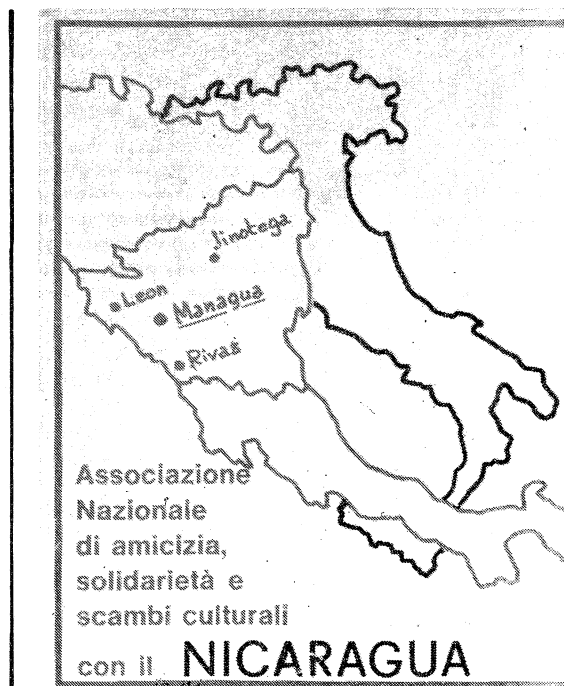 Jinotega
Leon
Managua
Rivas
Associazione
Nazionale
di amicizia,
solidarietà e
scambi culturali
con il NICARAGUA